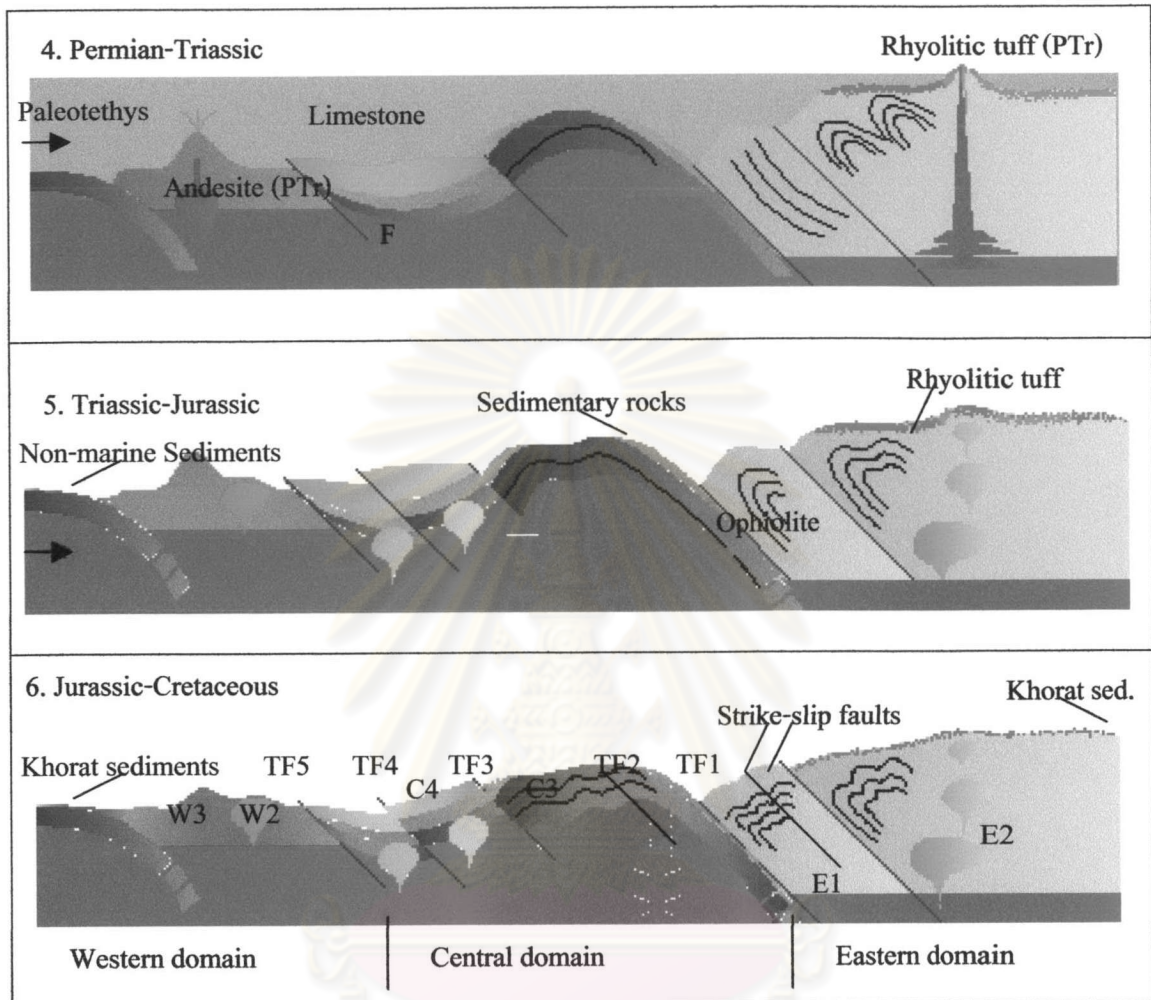 4. Permian-Triassic
Rhyolitic tuff (PTr)
Paleotethys
Limestone
Andesite (PTr)
F
5. Triassic-Jurassic
Sedimentary rocks
Rhyolitic tuff
Non-marine Sediments
Ophiolite
6. Jurassic-Cretaceous
Khorat sed.
Strike-slip faults
Khorat sediments
TF5
TF4
TF3
TF2
TF1
C4
C3
W3
W2
E2
E1
Western domain
Central domain
Eastern domain